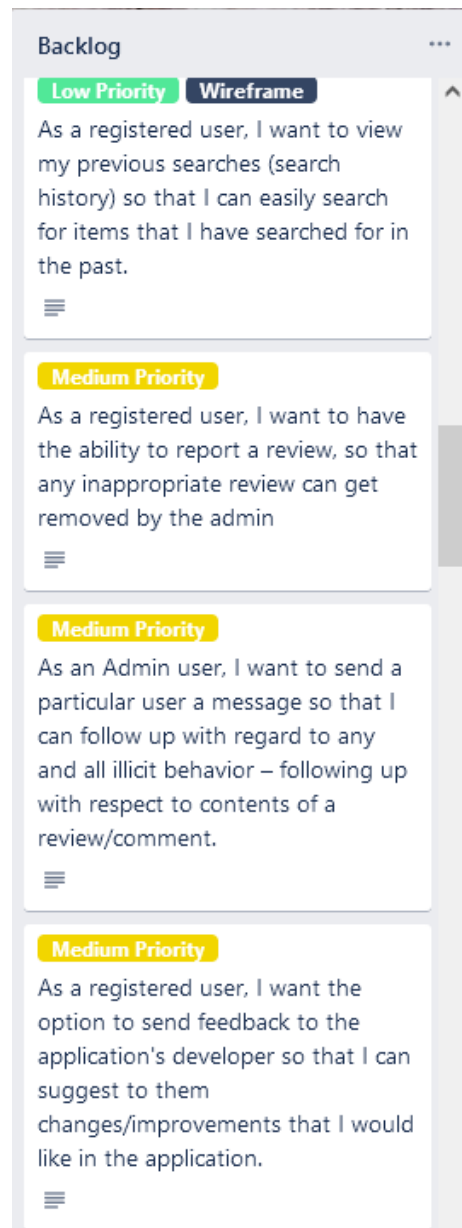 Backlog
Low Priority Wireframe
As a registered user, I want to view
my previous searches (search
history) so that I can easily search
for items that I have searched for in
the past.
Medium Priority
As a registered user, I want to have
the ability to report a review, so that
any inappropriate review can get
removed by the admin
Medium Priority
As an Admin user, I want to send a
particular user a message so that I
can follow up with regard to any
and all illicit behavior – following up
with respect to contents of a
review/comment.
Medium Priority
As a registered user, I want the
option to send feedback to the
application's developer so that I can
suggest to them
changes/improvements that I would
like in the application.